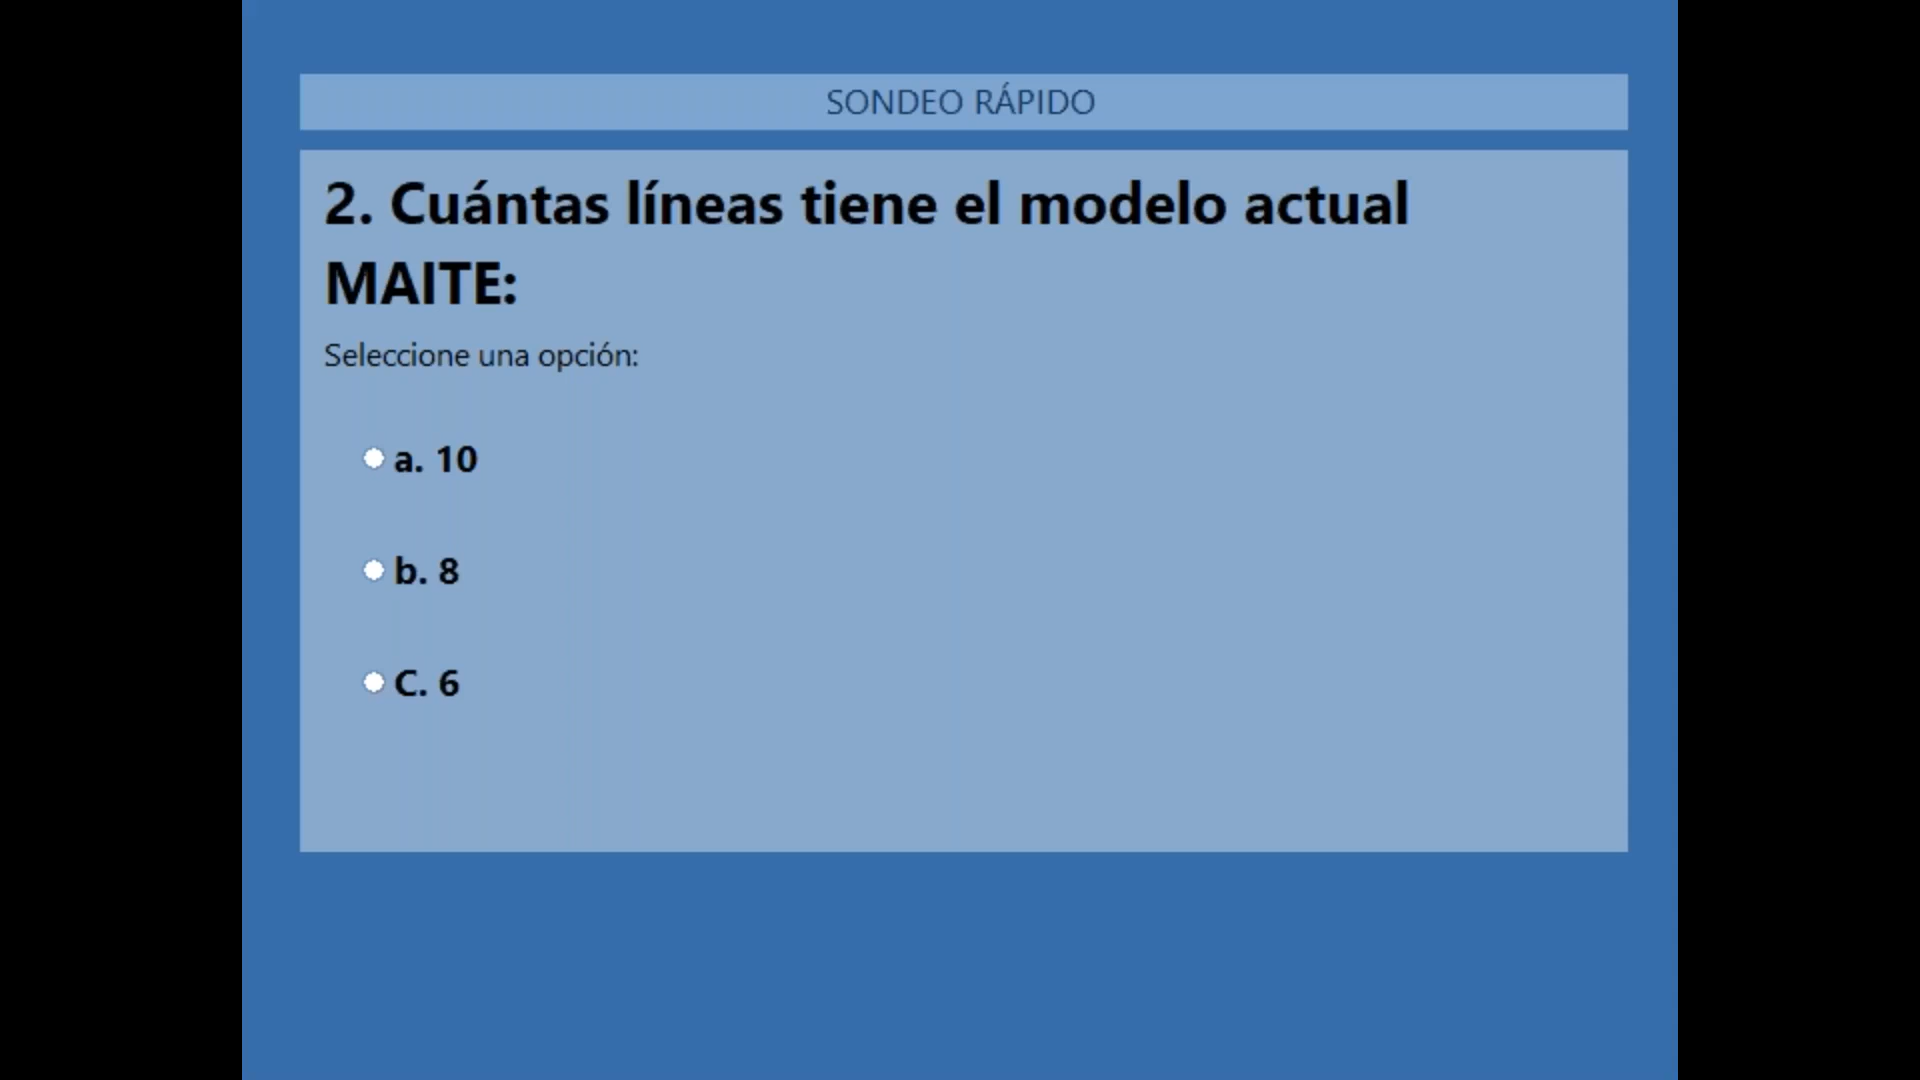 SONDEO RÁPIDO
2. Cuántas líneas tiene el modelo actual
MAITE:
Seleccione una opción:
a. 10
b. 8
C. 6